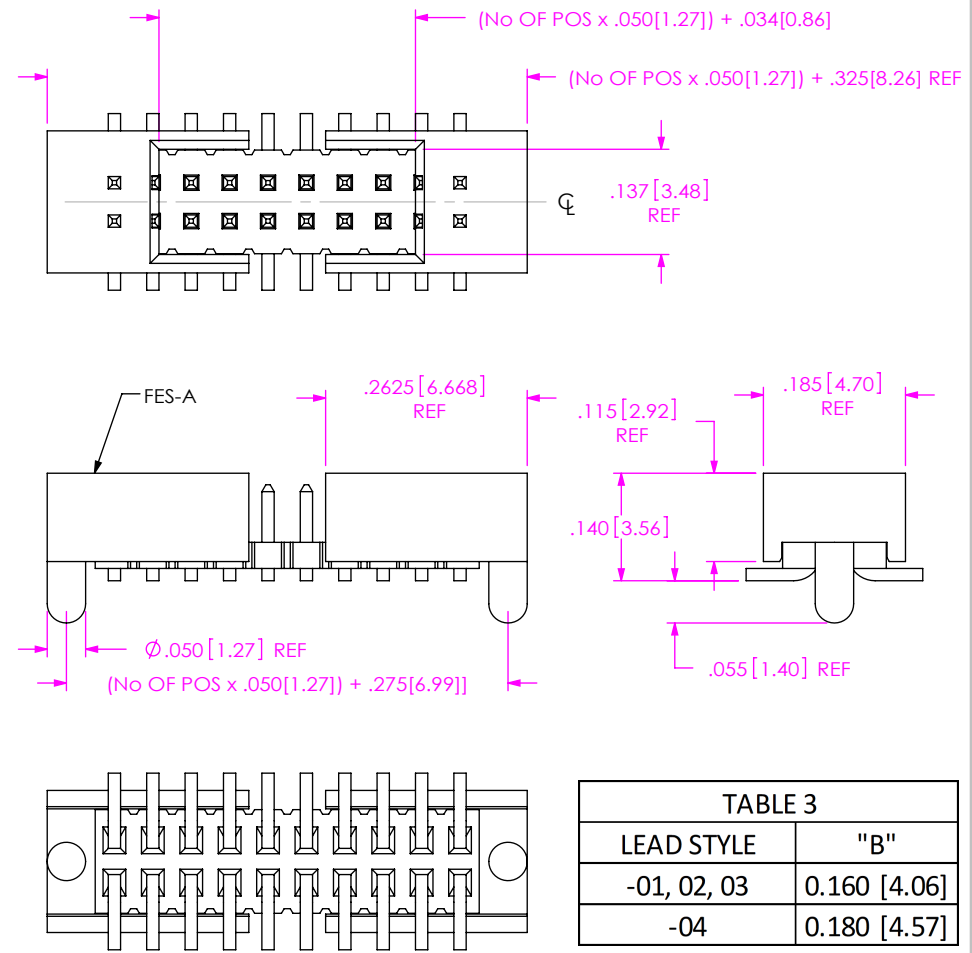 (No OF POS x .050[1.27]) + .034[0.86]
(No OF POS x .050[1.27]) + .325[8.26] REF
℄
.137[3.48]
REF
FES-A
.2625[6.668]
REF
.115[2.92]
REF
.185[4.70]
REF
.140[3.56]
Ø.050[1.27] REF
(No OF POS x .050[1.27]) + .275[6.99]]
.055[1.40] REF
TABLE 3
LEAD STYLE "B"
-01, 02, 03 0.160 [4.06]
-04 0.180 [4.57]